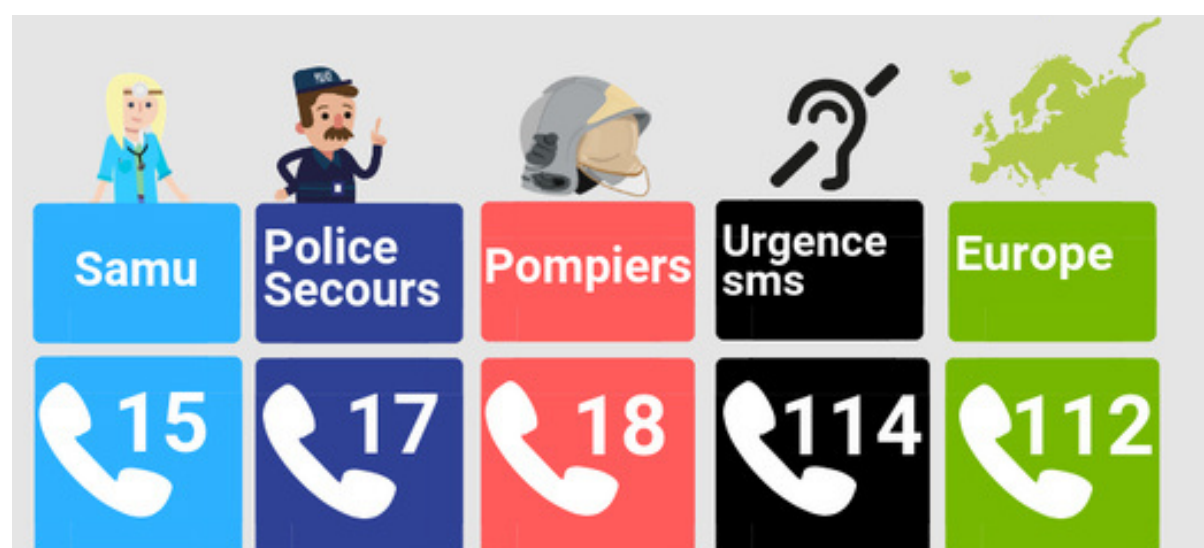 Samu
Police
Secours
Pompiers
Urgence
sms
Europe
15
17
18
114
112